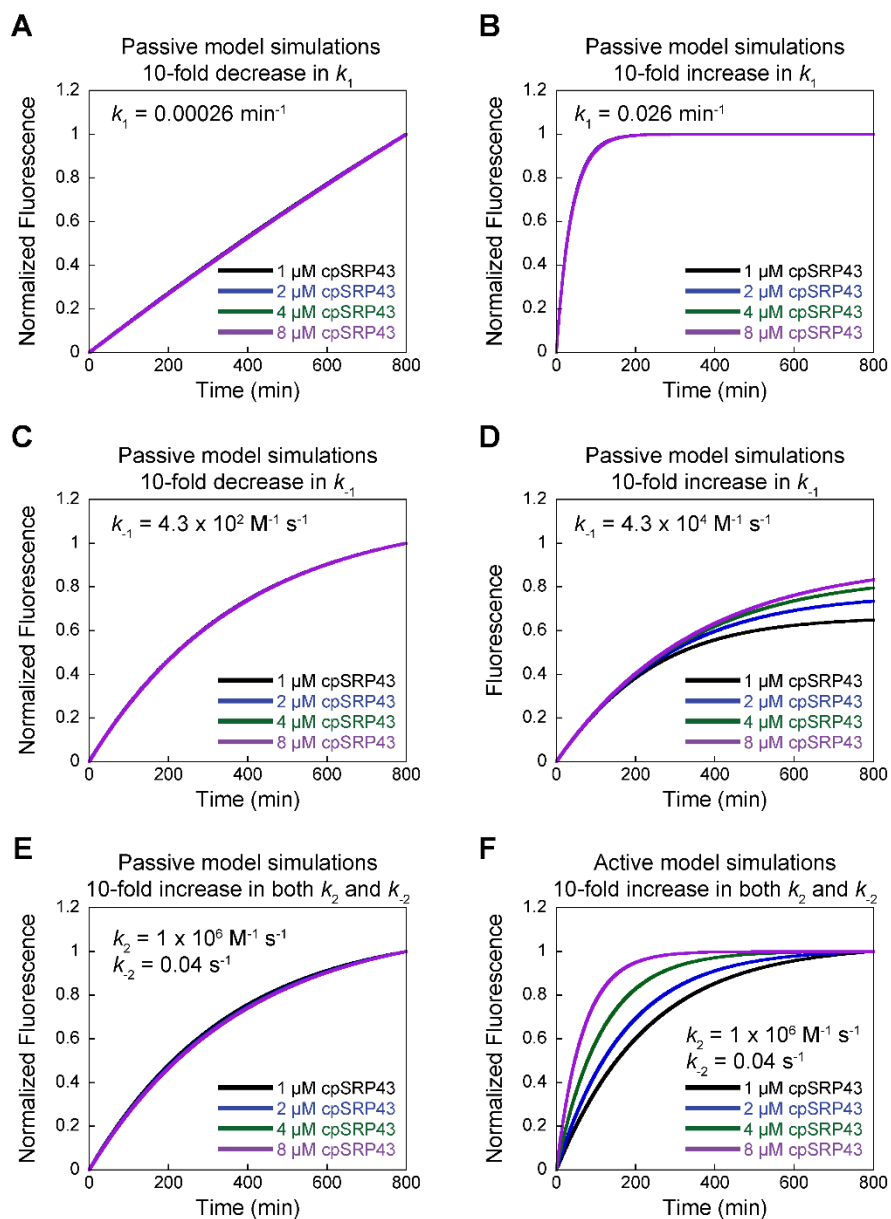 A
Passive model simulations
10-fold decrease in k1
k1 = 0.00026 min-1
Normalized Fluorescence
1.2
1
0.8
0.6
0.4
0.2
0
1 µM cpSRP43
2 µM cpSRP43
4 µM cpSRP43
8 µM cpSRP43
0 200 400 600 800
Time (min)
B
Passive model simulations
10-fold increase in k1
k1 = 0.026 min-1
Normalized Fluorescence
1.2
1
0.8
0.6
0.4
0.2
0
1 µM cpSRP43
2 µM cpSRP43
4 µM cpSRP43
8 µM cpSRP43
0 200 400 600 800
Time (min)
C
Passive model simulations
10-fold decrease in k-1
k-1 = 4.3 x 10² M-1 s-1
Normalized Fluorescence
1.2
1
0.8
0.6
0.4
0.2
0
1 µM cpSRP43
2 µM cpSRP43
4 µM cpSRP43
8 µM cpSRP43
0 200 400 600 800
Time (min)
D
Passive model simulations
10-fold increase in k-1
k-1 = 4.3 x 10⁴ M-1 s-1
Fluorescence
1.2
1
0.8
0.6
0.4
0.2
0
1 µM cpSRP43
2 µM cpSRP43
4 µM cpSRP43
8 µM cpSRP43
0 200 400 600 800
Time (min)
E
Passive model simulations
10-fold increase in both k2 and k-2
k2 = 1 x 10⁶ M-1 s-1
k-2 = 0.04 s-1
Normalized Fluorescence
1.2
1
0.8
0.6
0.4
0.2
0
1 µM cpSRP43
2 µM cpSRP43
4 µM cpSRP43
8 µM cpSRP43
0 200 400 600 800
Time (min)
F
Active model simulations
10-fold increase in both k2 and k-2
Normalized Fluorescence
1.2
1
0.8
0.6
0.4
0.2
0
k2 = 1 x 10⁶ M-1 s-1
k-2 = 0.04 s-1
1 µM cpSRP43
2 µM cpSRP43
4 µM cpSRP43
8 µM cpSRP43
0 200 400 600 800
Time (min)